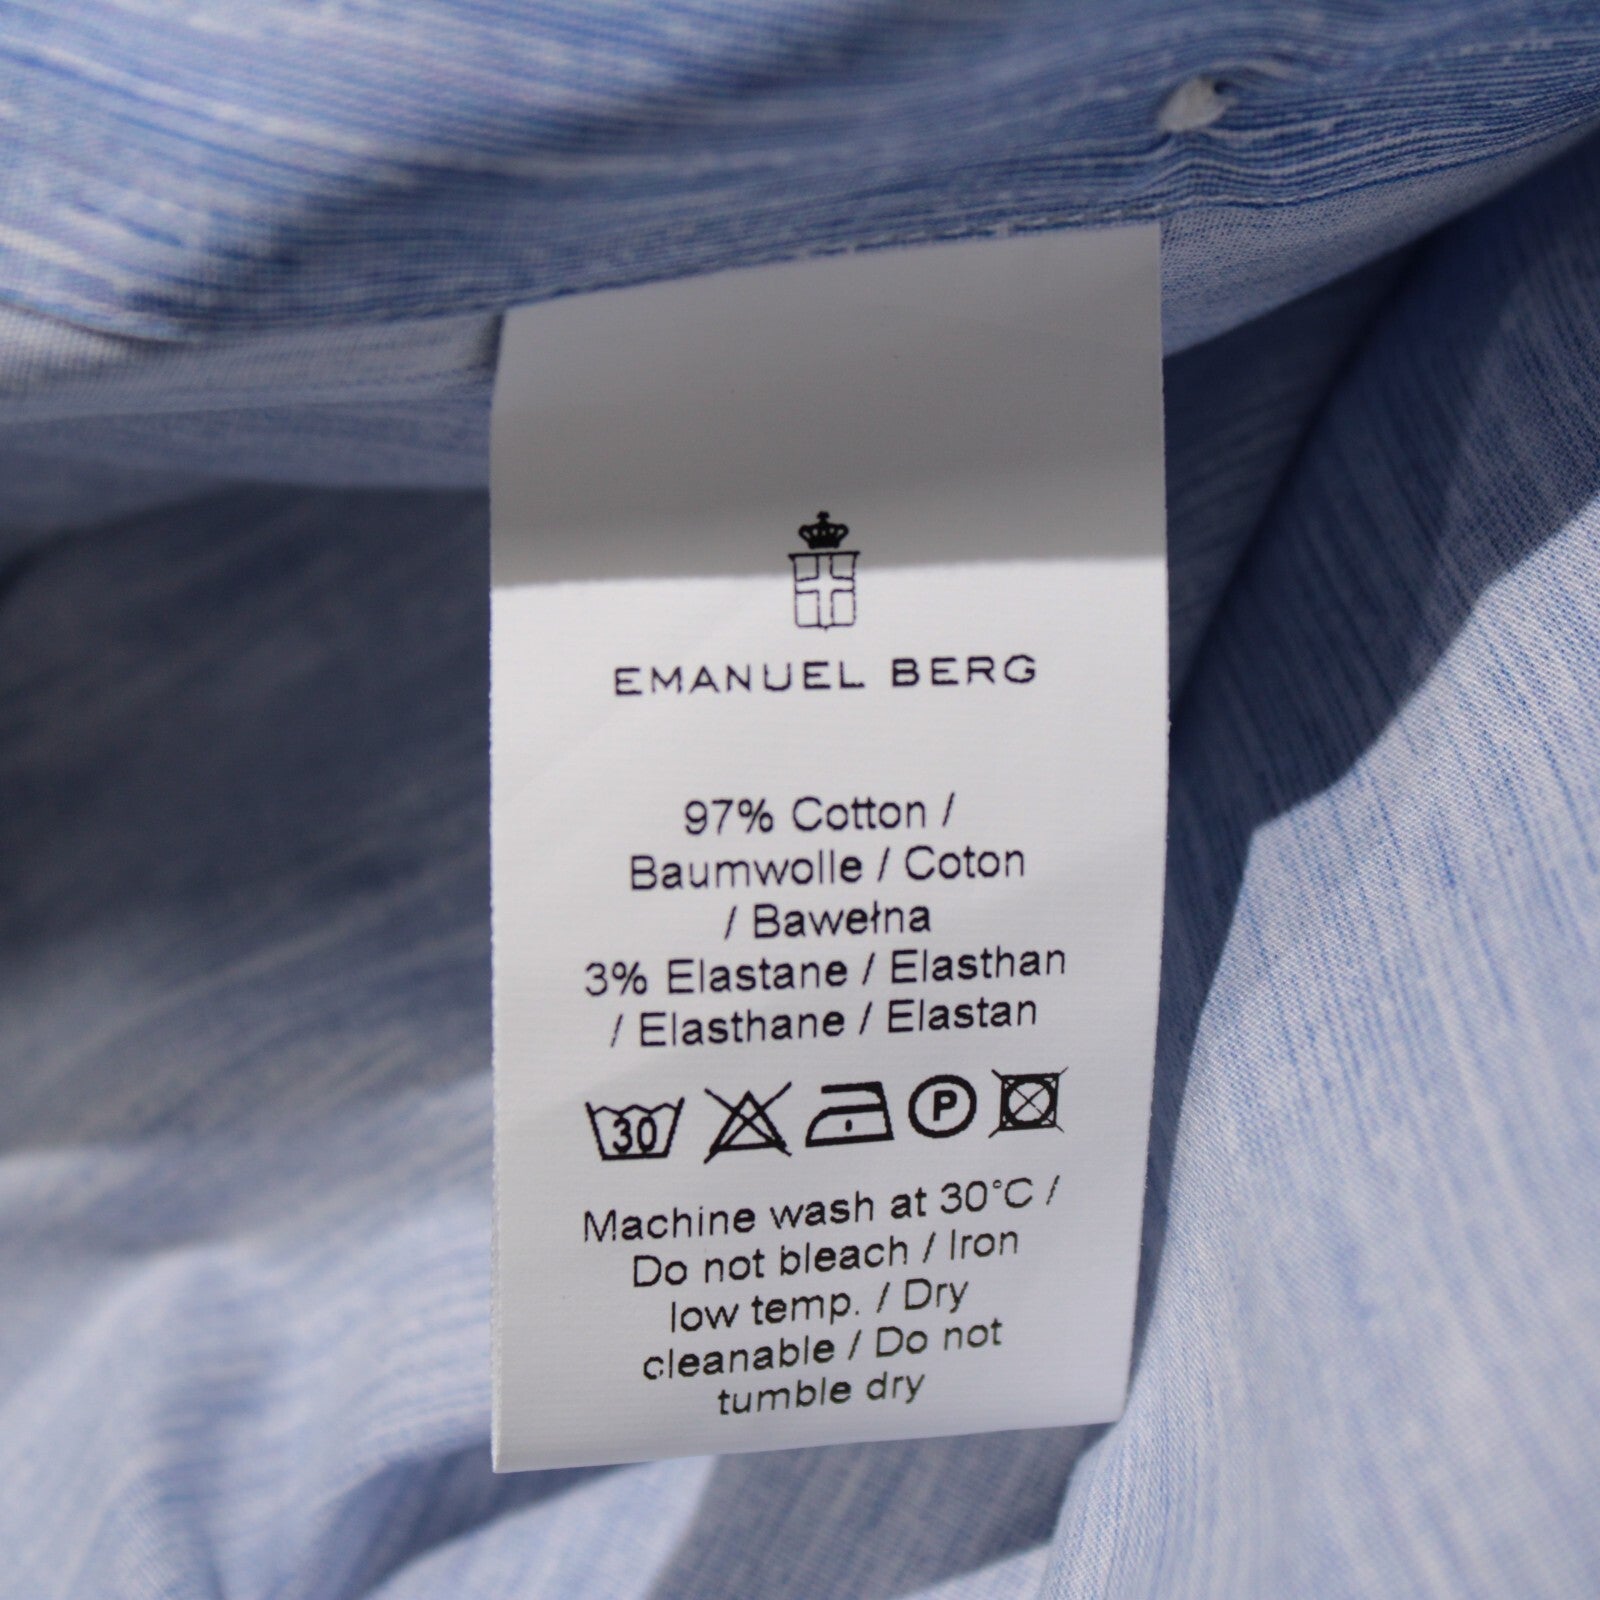 EMANUEL BERG
97% Cotton /
Baumwolle / Coton
/ Bawełna
3% Elastane / Elasthan
/ Elasthane / Elastan
30 P
Machine wash at 30°C /
Do not bleach / Iron
low temp. / Dry
cleanable / Do not
tumble dry